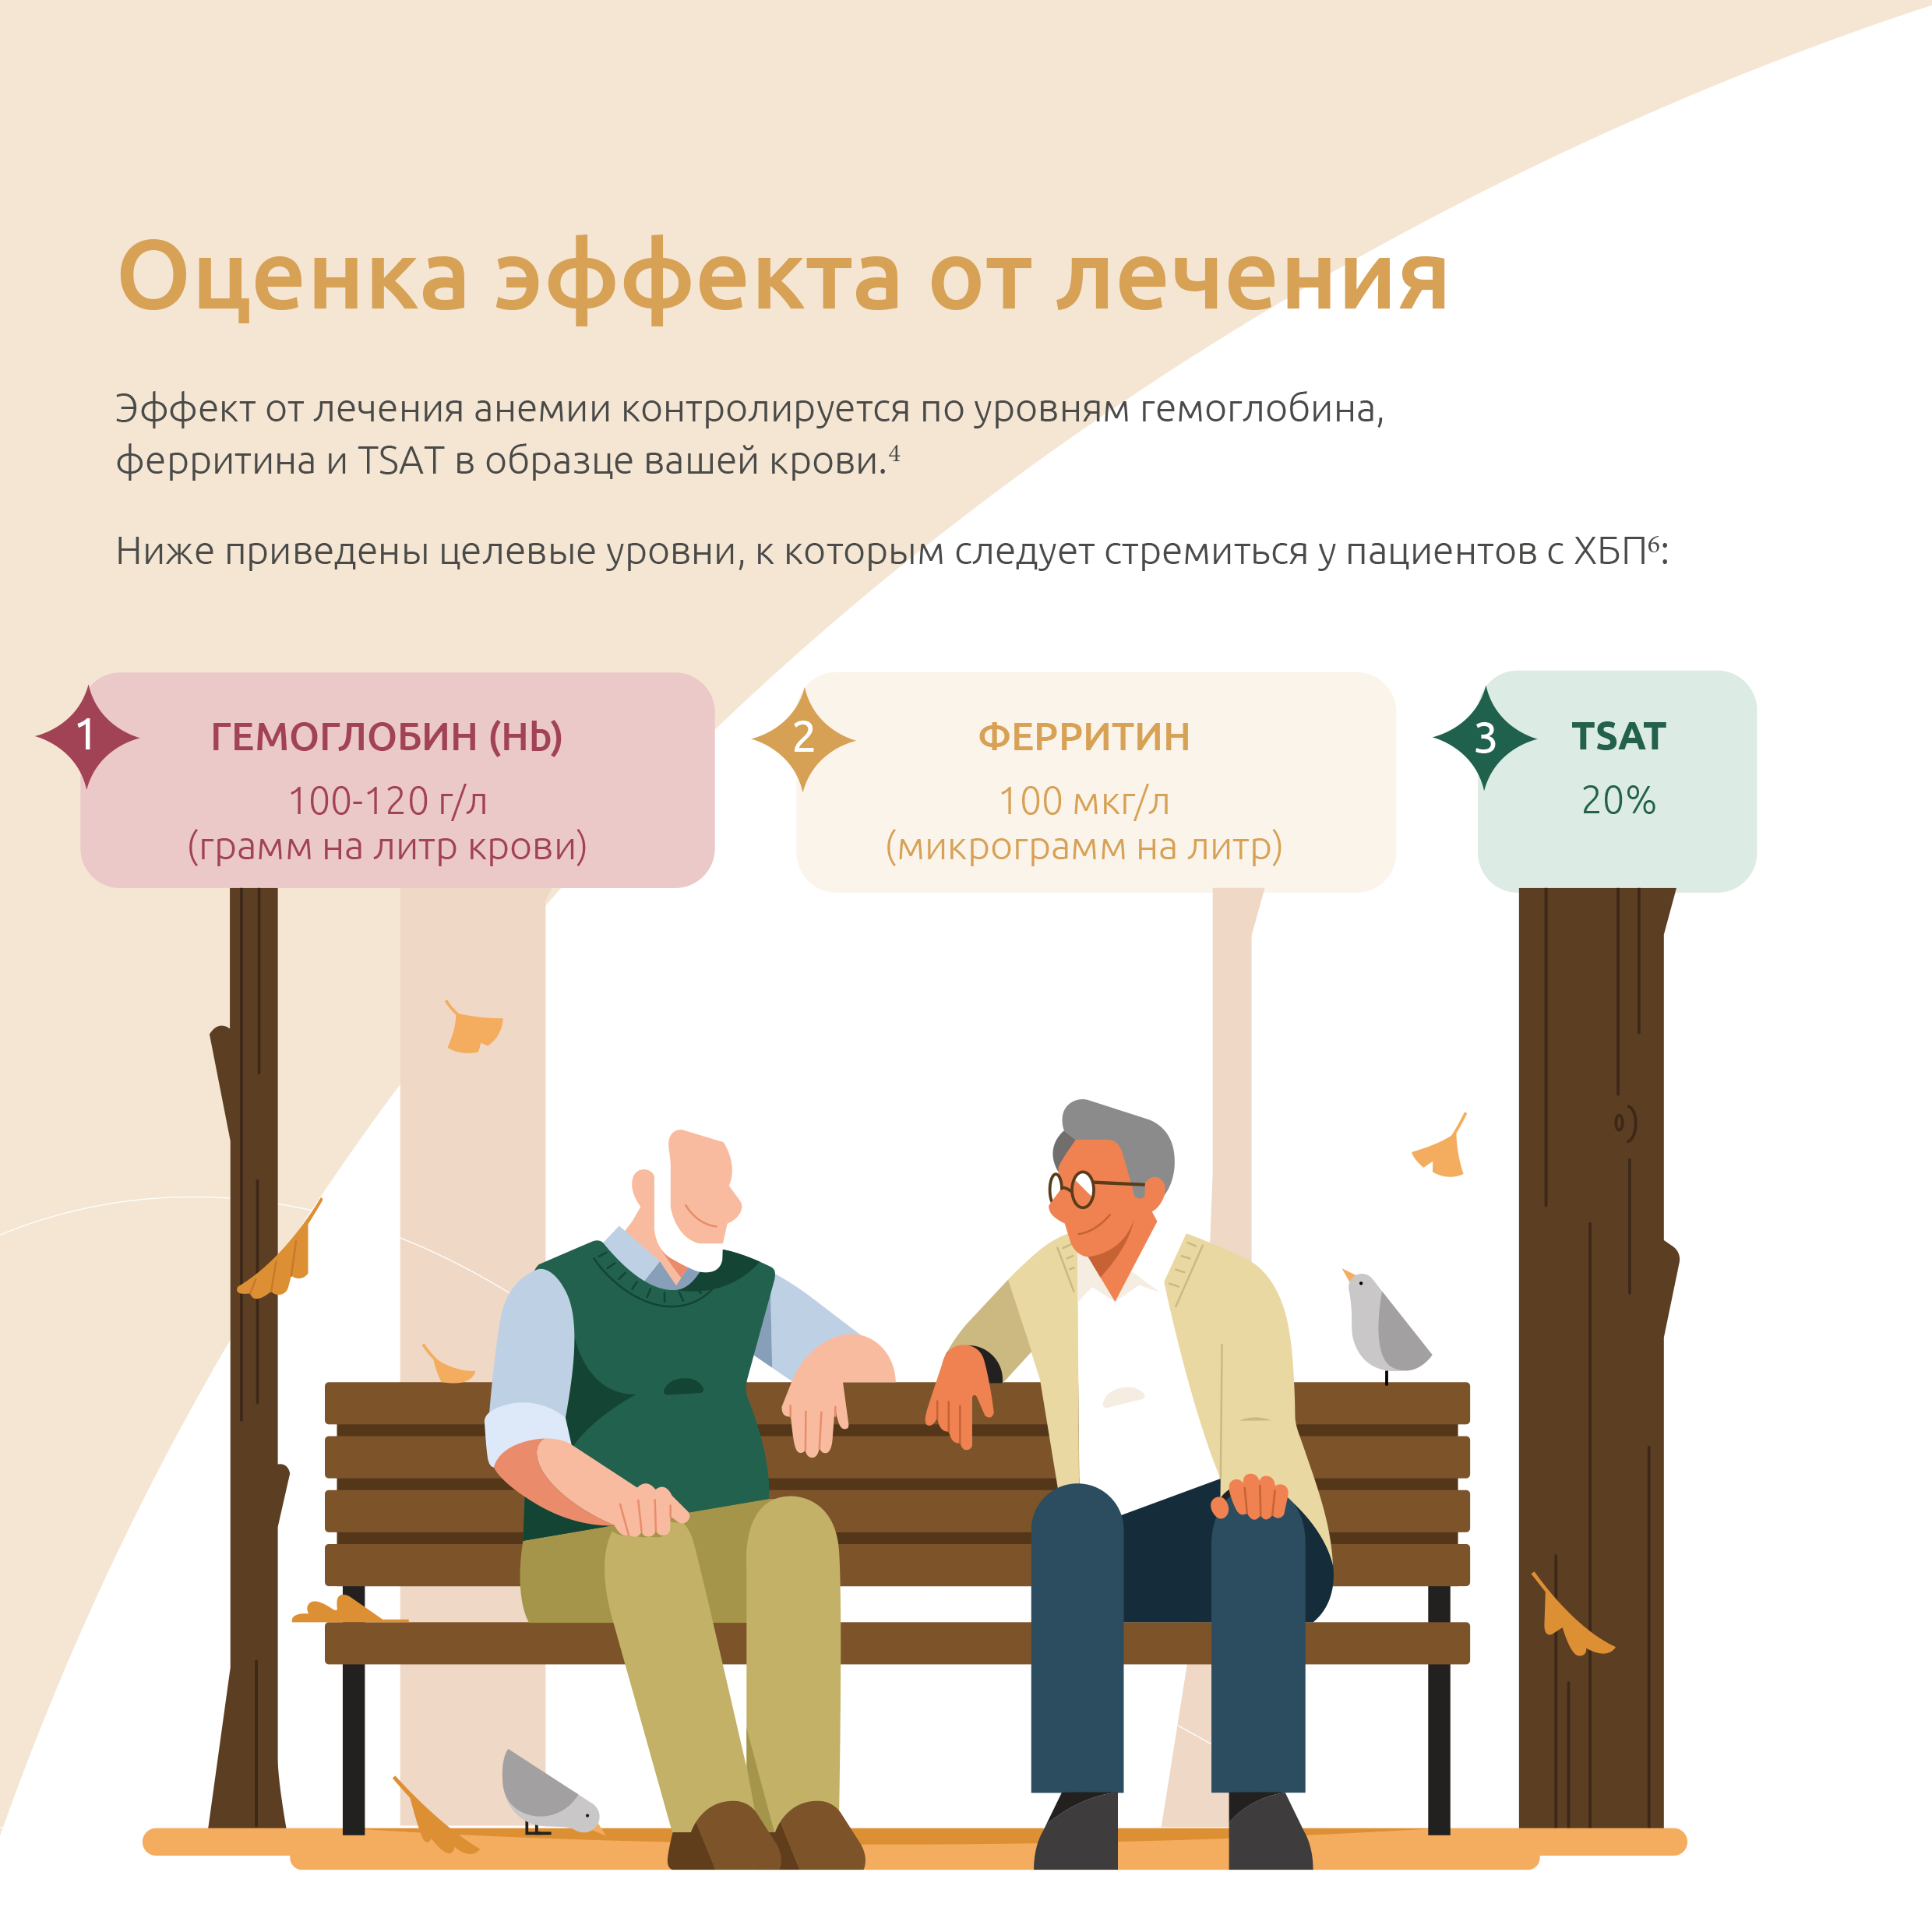 Оценка эффекта от лечения
Эффект от лечения анемии контролируется по уровням гемоглобина,
ферритина и TSAT в образце вашей крови.⁴
Ниже приведены целевые уровни, к которым следует стремиться у пациентов с ХБП⁶:
1
ГЕМОГЛОБИН (Hb)
100-120 г/л
(грамм на литр крови)
2
ФЕРРИТИН
100 мкг/л
(микрограмм на литр)
3
TSAT
20%